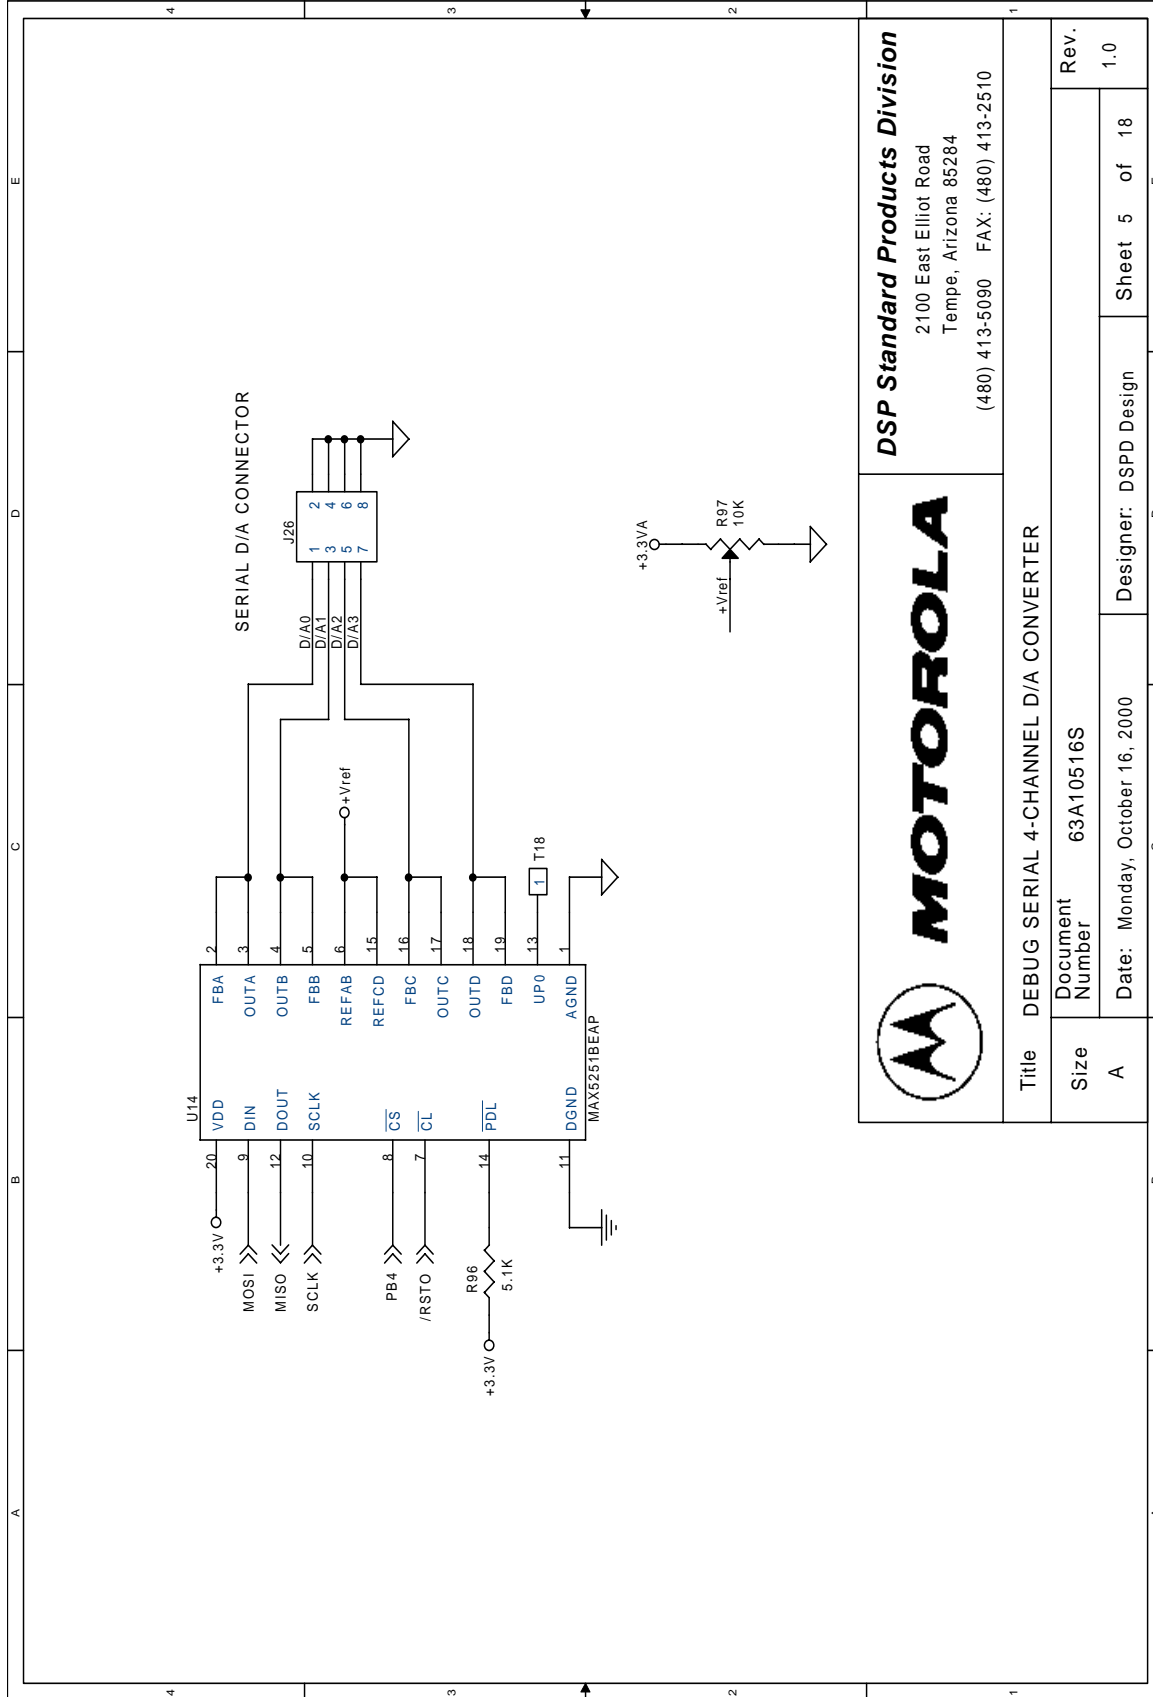 A
B
C
D
E
4
3
2
1
SERIAL D/A CONNECTOR
U14
+3.3V
20
VDD
MOSI
9
DIN
MISO
12
DOUT
SCLK
10
SCLK
PB4
8
CS
/RSTO
7
CL
+3.3V
R96
5.1K
14
PDL
11
DGND
MAX5251BEAP
FBA
2
OUTA
3
OUTB
4
FBB
5
REFAB
6
REFCD
15
FBC
16
OUTC
17
OUTD
18
FBD
19
UP0
13
AGND
1
+Vref
1
T18
D/A0
D/A1
D/A2
D/A3
J26
1 2
3 4
5 6
7 8
+3.3VA
+Vref
R97
10K
MOTOROLA
DSP Standard Products Division
2100 East Elliot Road
Tempe, Arizona 85284
(480) 413-5090 FAX: (480) 413-2510
Title
DEBUG SERIAL 4-CHANNEL D/A CONVERTER
Size
A
Document
Number
63A10516S
Rev.
1.0
Date: Monday, October 16, 2000
Designer: DSPD Design
Sheet 5 of 18
4
3
2
1